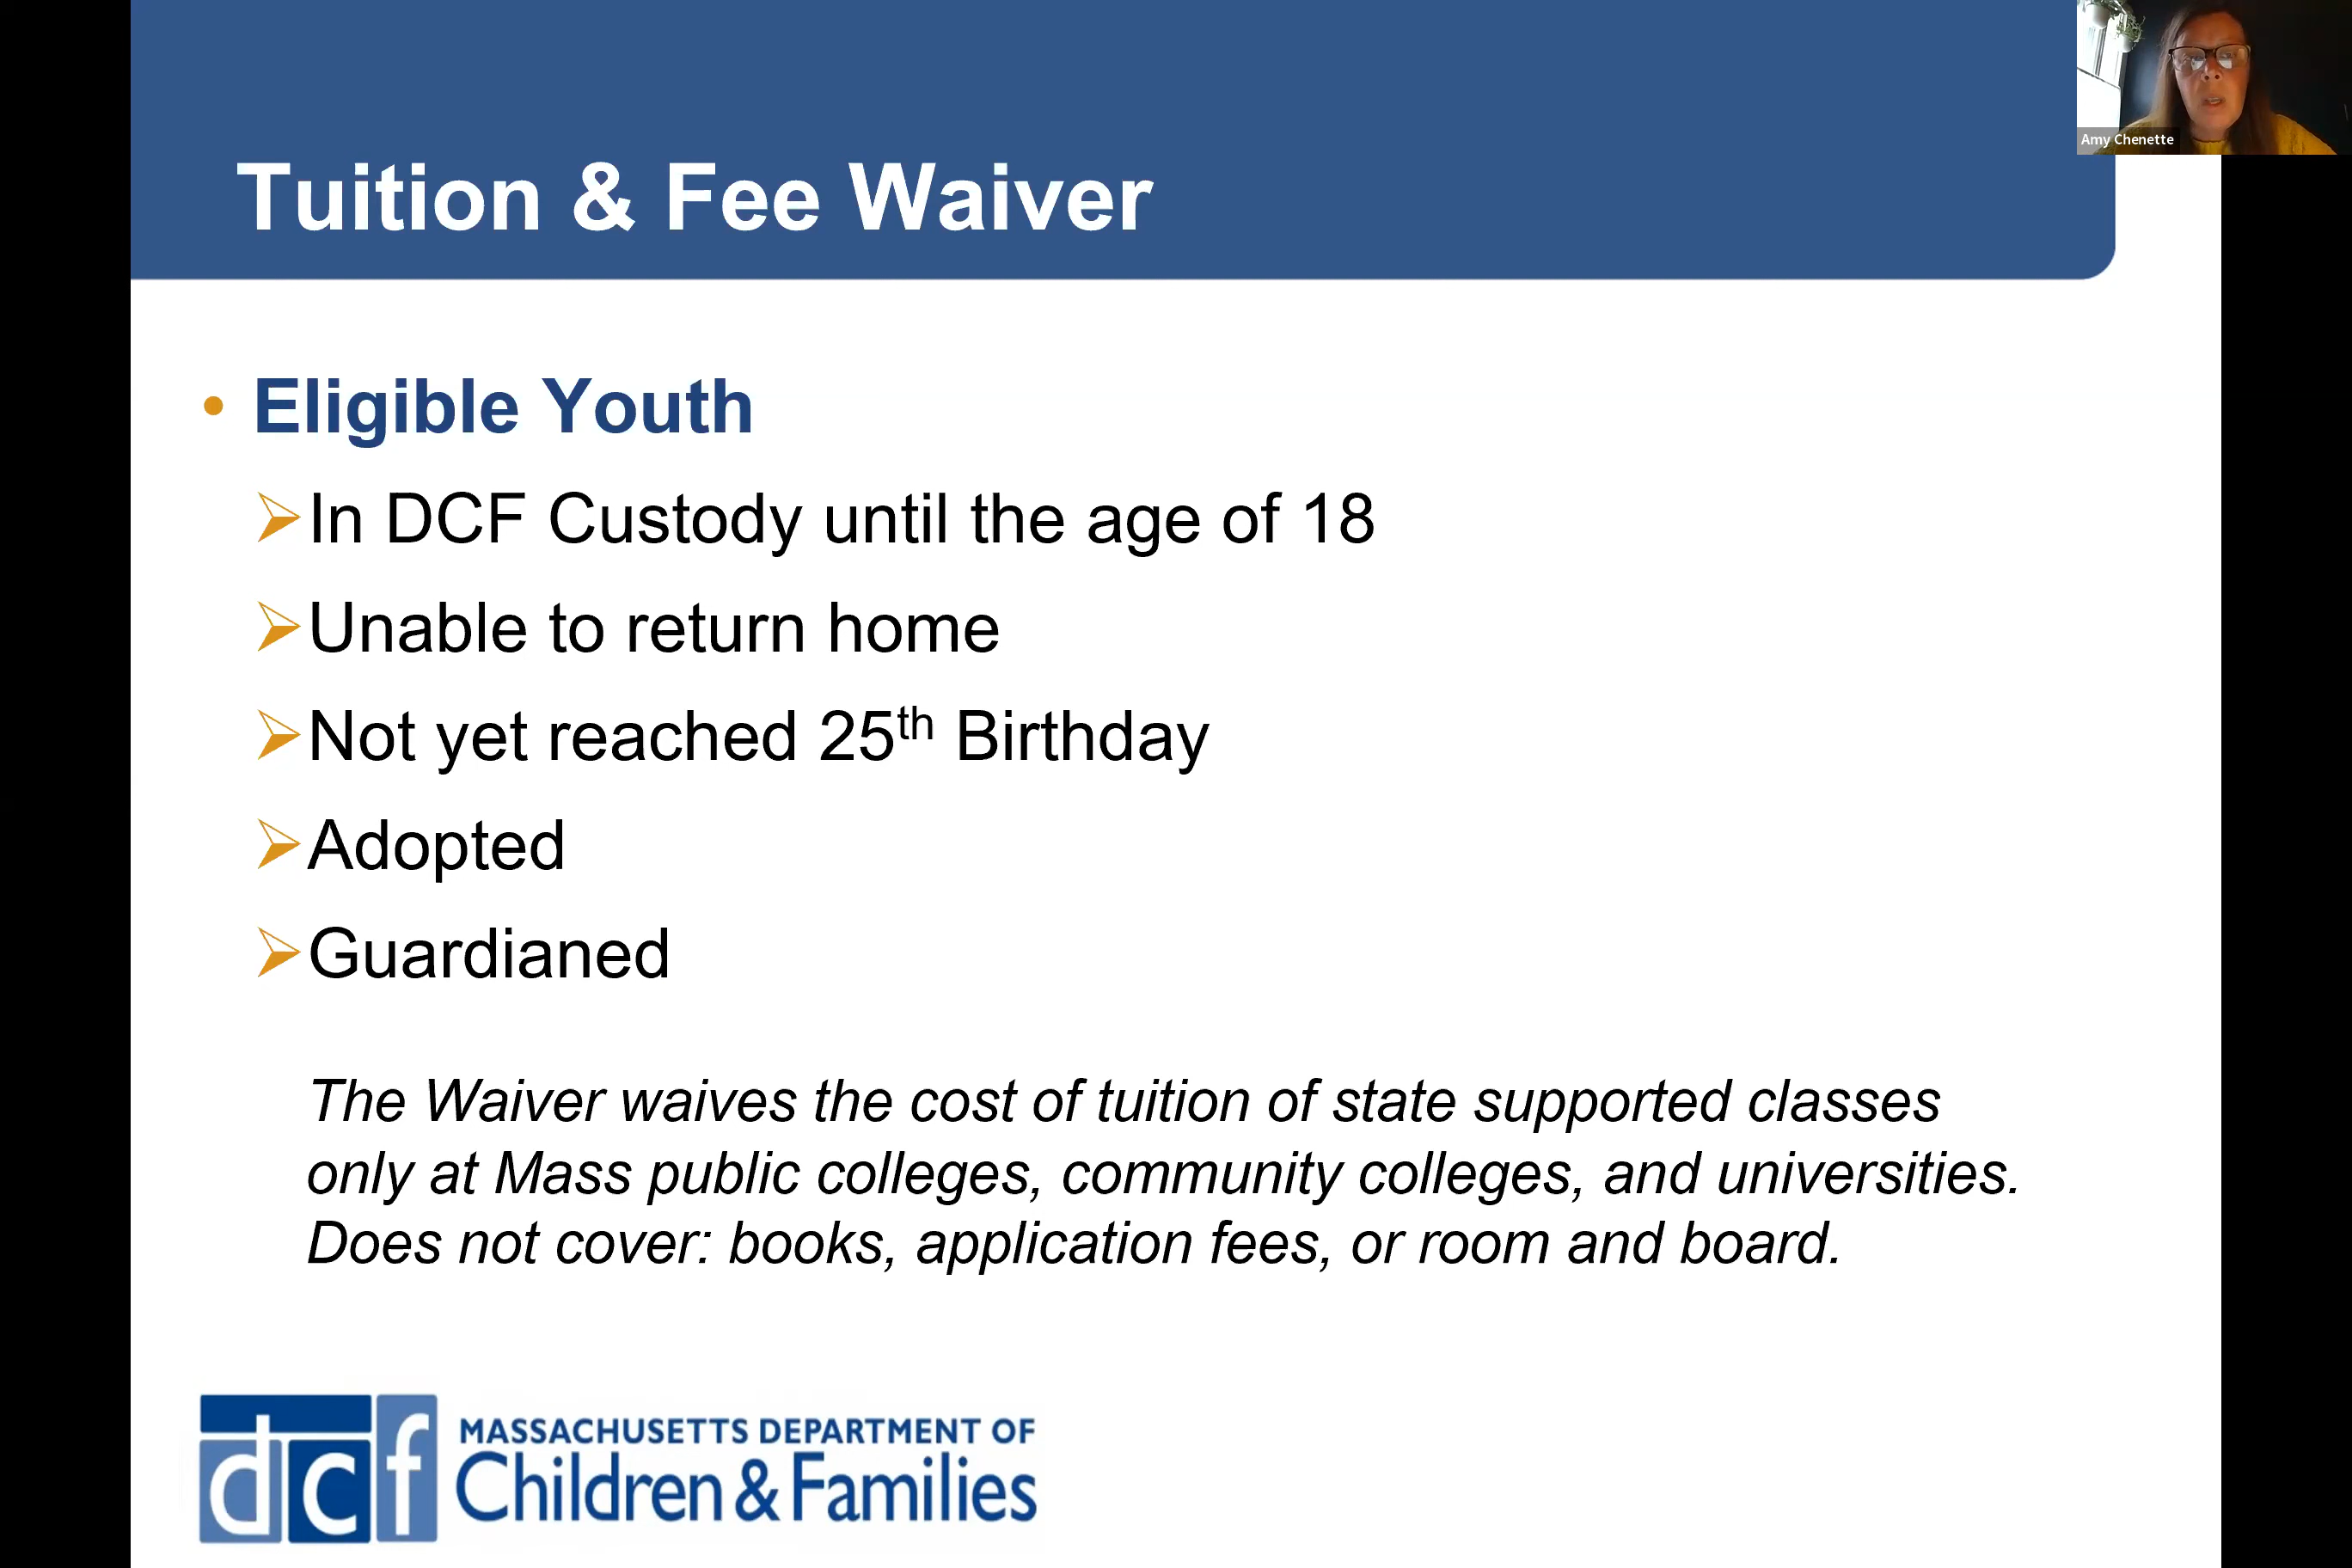 Amy Chenette
Tuition & Fee Waiver
• Eligible Youth
➢In DCF Custody until the age of 18
➢Unable to return home
➢Not yet reached 25th Birthday
➢Adopted
➢Guardianed
The Waiver waives the cost of tuition of state supported classes
only at Mass public colleges, community colleges, and universities.
Does not cover: books, application fees, or room and board.
dcf
MASSACHUSETTS DEPARTMENT OF
Children & Families